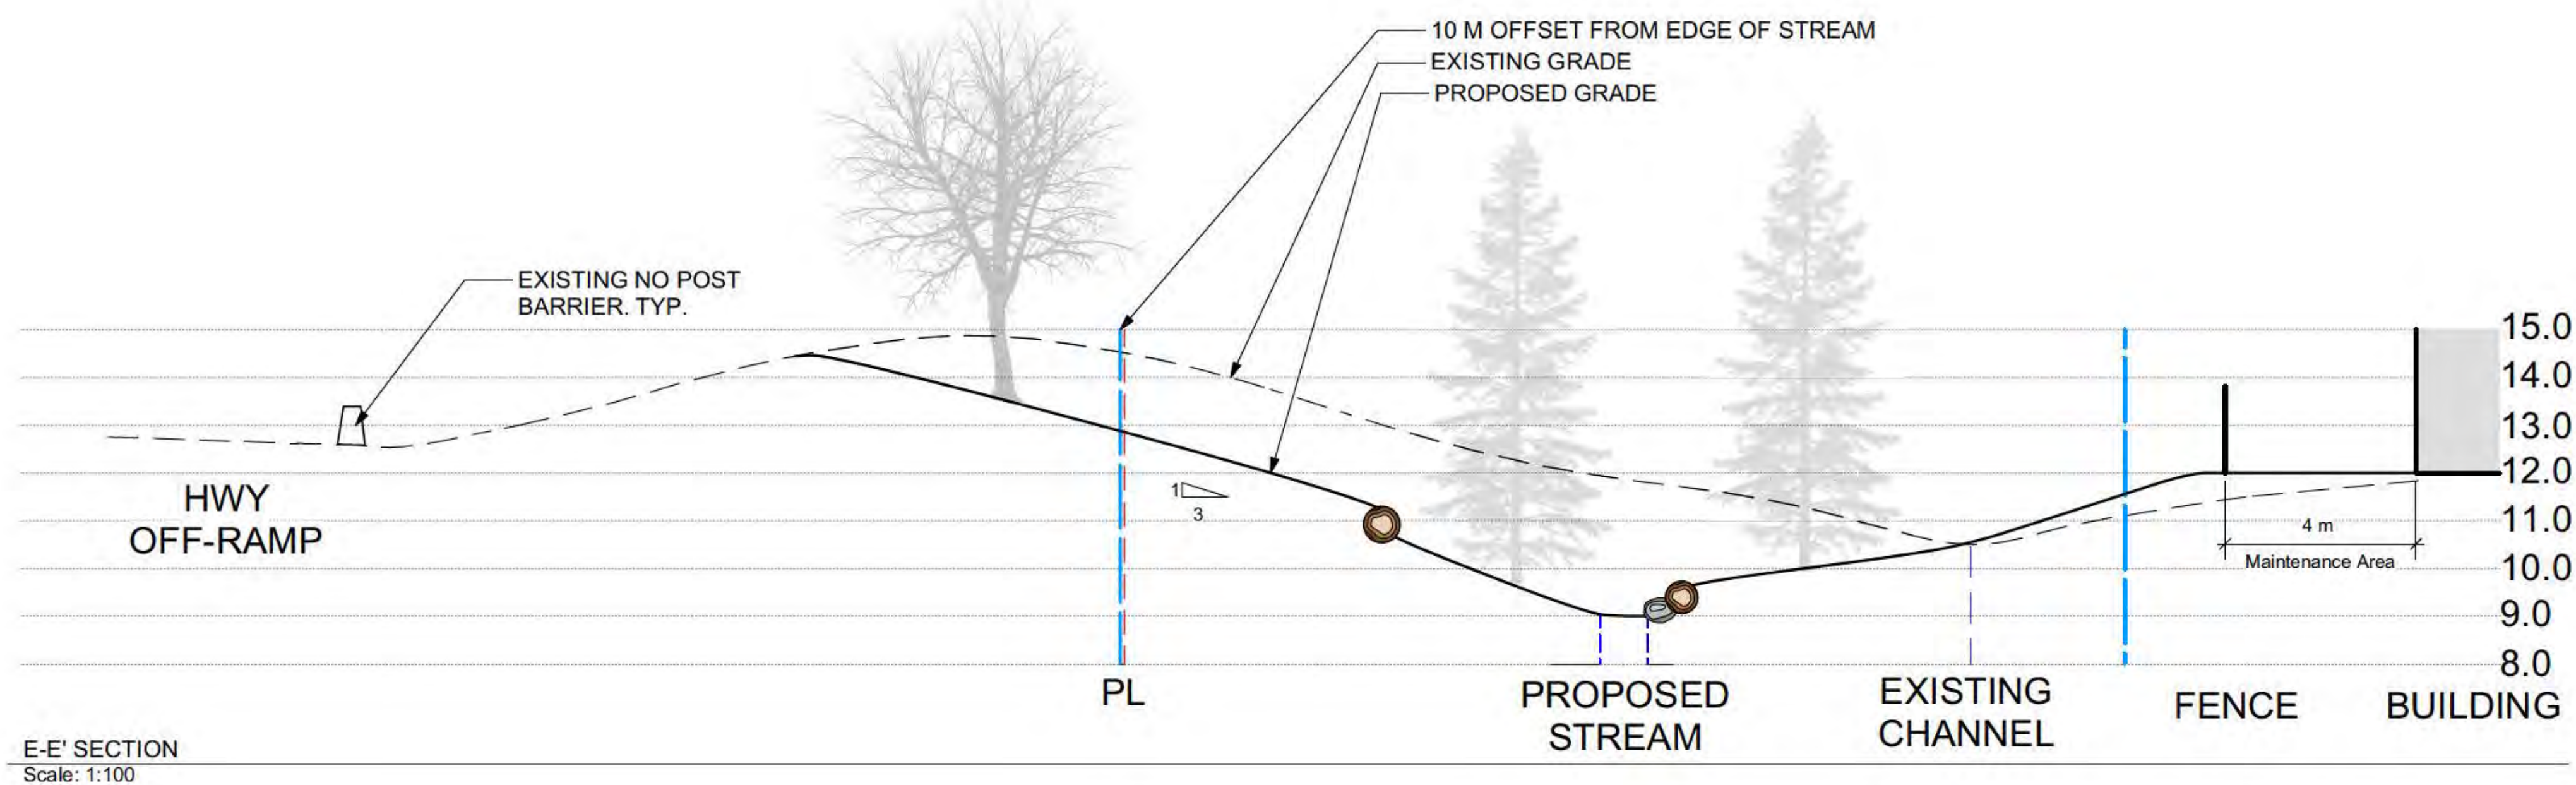 10 M OFFSET FROM EDGE OF STREAM
EXISTING GRADE
PROPOSED GRADE
EXISTING NO POST
BARRIER. TYP.
15.0
14.0
13.0
12.0
11.0
10.0
9.0
8.0
HWY
OFF-RAMP
1
3
4 m
Maintenance Area
PL
PROPOSED
STREAM
EXISTING
CHANNEL
FENCE
BUILDING
E-E' SECTION
Scale: 1:100